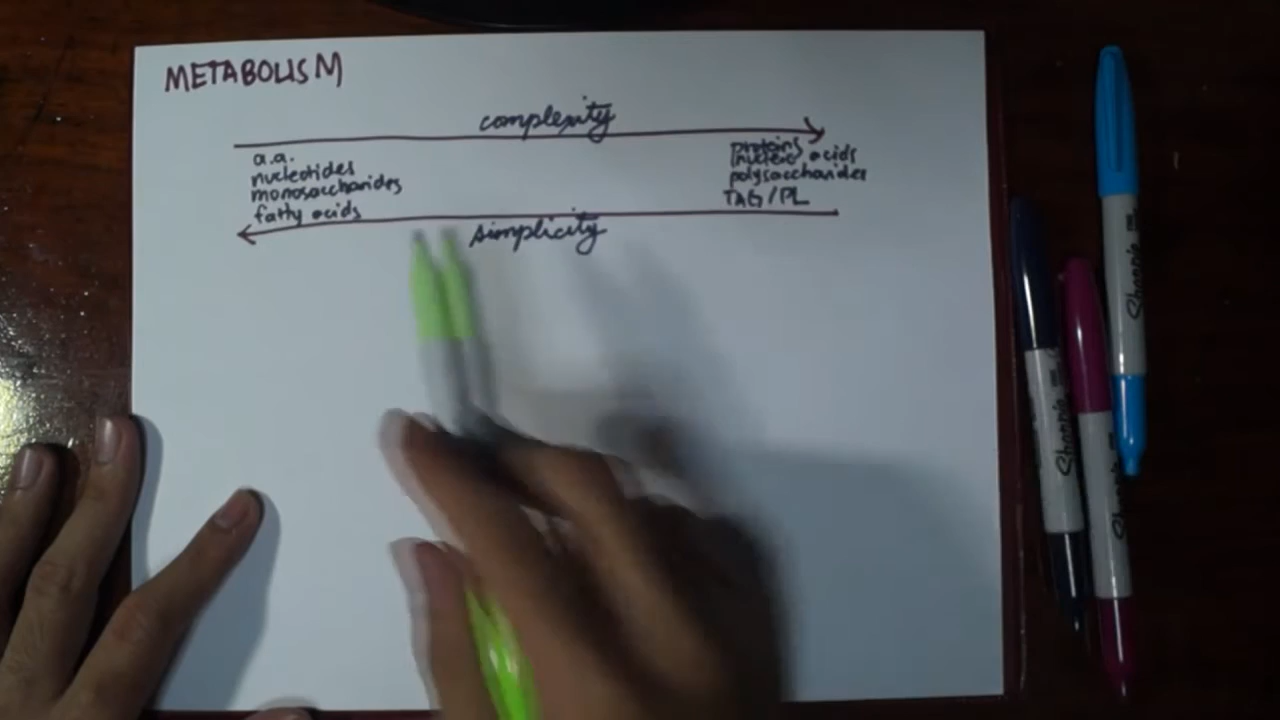 METABOLISM
complexity
a.a.
nucleotides
monosaccharides
fatty acids
proteins
nucleic acids
polysaccharides
TAG/PL
simplicity
Sharpie
Sharpie
Sharpie